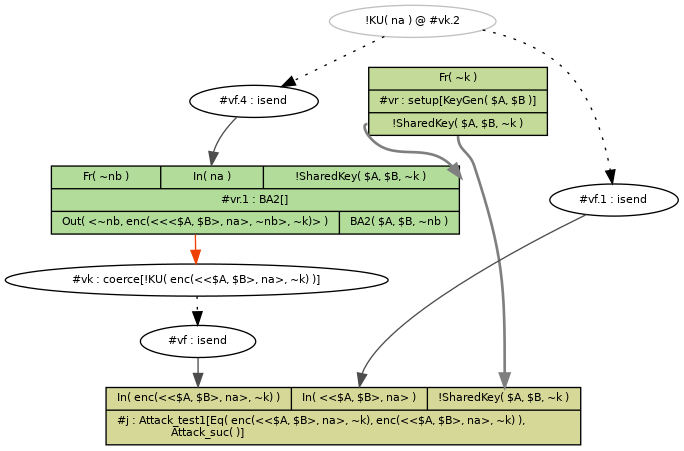 !KU( na ) @ #vk.2
Fr( ~k )
#vf.4 : isend
#vr : setup[KeyGen( $A, $B )]
!SharedKey( $A, $B, ~k )
Fr( ~nb )
In( na )
!SharedKey( $A, $B, ~k )
#vr.1 : BA2[]
#vf.1 : isend
Out( <~nb, enc(<<<$A, $B>, na>, ~nb>, ~k)> )
BA2( $A, $B, ~nb )
#vk : coerce[!KU( enc(<<$A, $B>, na>, ~k) )]
#vf : isend
In( enc(<<$A, $B>, na>, ~k) )
In( <<$A, $B>, na> )
!SharedKey( $A, $B, ~k )
#j : Attack_test1[Eq( enc(<<$A, $B>, na>, ~k), enc(<<$A, $B>, na>, ~k) ),
Attack_suc( )]